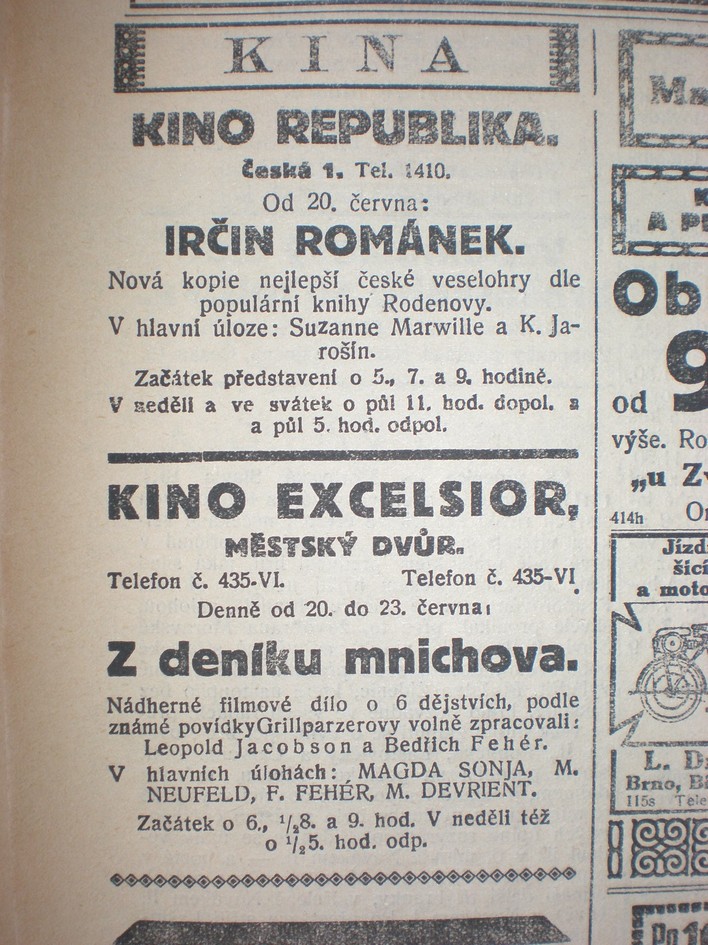 KINA
KINO REPUBLIKA.
Česká 1. Tel. 1410.
Od 20. června:
IRČIN ROMÁNEK.
Nová kopie nejlepší české veselohry dle
populární knihy Rodenovy.
V hlavní úloze: Suzanne Marwille a K. Ja-
rošín.
Začátek představení o 5., 7. a 9. hodině.
V neděli a ve svátek o půl 11. hod. dopol. a
a půl 5. hod. odpol.
KINO EXCELSIOR,
MĚSTSKÝ DVŮR.
Telefon č. 435-VI. Telefon č. 435-VI.
Denně od 20. do 23. června:
Z deníku mnichova.
Nádherné filmové dílo o 6 dějstvích, podle
známé povídky Grillparzerovy volně zpracovali:
Leopold Jacobson a Bedřich Fehér.
V hlavních úlohách: MAGDA SONJA, M.
NEUFELD, F. FEHÉR, M. DEVRIENT.
Začátek o 6., 1/28. a 9. hod. V neděli též
o 1/25. hod. odp.
Ob
9
od
výše.
„u
414h
Jízd
šící
a moto
L.
Brno,
115s Tele